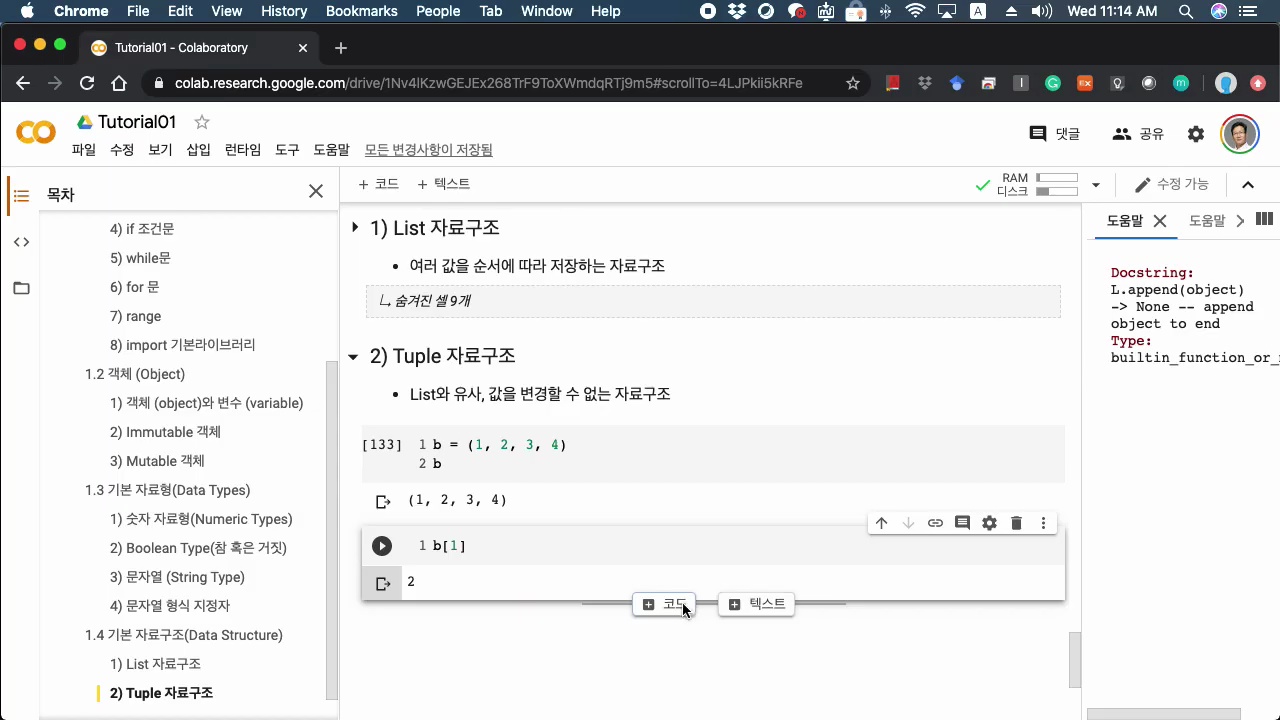 Chrome File Edit View History Bookmarks People Tab Window Help Wed 11:14 AM
Tutorial01 - Colaboratory
colab.research.google.com/drive/1Nv4lKzwGEJEx268TrF9ToXWmdqRTj9m5#scrollTo=4LJPkii5kRFe
CO Tutorial01
댓글 공유
파일 수정 보기 삽입 런타임 도구 도움말 모든 변경사항이 저장됨
목차
4) if 조건문
5) while문
6) for 문
7) range
8) import 기본라이브러리
1.2 객체 (Object)
1) 객체 (object)와 변수 (variable)
2) Immutable 객체
3) Mutable 객체
1.3 기본 자료형(Data Types)
1) 숫자 자료형(Numeric Types)
2) Boolean Type(참 혹은 거짓)
3) 문자열 (String Type)
4) 문자열 형식 지정자
1.4 기본 자료구조(Data Structure)
1) List 자료구조
2) Tuple 자료구조
+ 코드 + 텍스트
RAM
디스크
수정 가능
1) List 자료구조
• 여러 값을 순서에 따라 저장하는 자료구조
숨겨진 셀 9개
2) Tuple 자료구조
• List와 유사, 값을 변경할 수 없는 자료구조
[133] 1 b = (1, 2, 3, 4)
2 b
(1, 2, 3, 4)
1 b[1]
2
코드 텍스트
도움말 도움말
Docstring:
L.append(object)
-> None -- append
object to end
Type:
builtin_function_or_